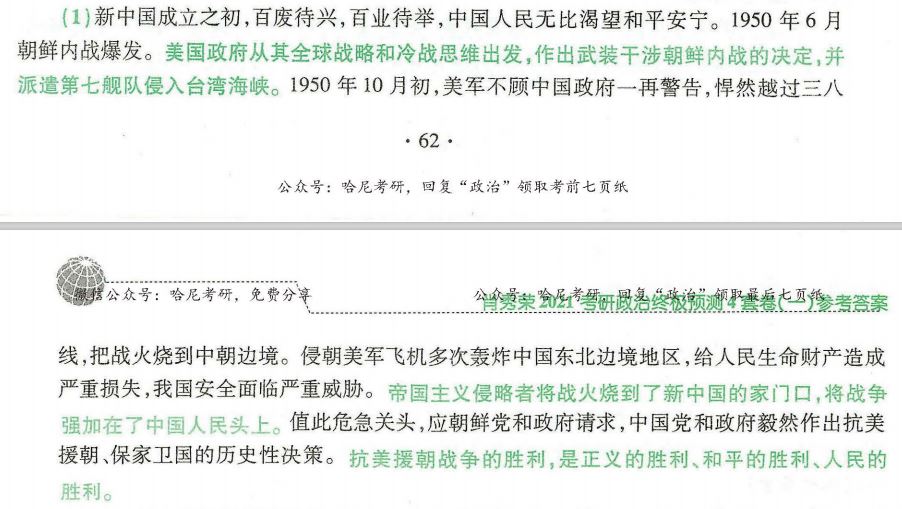 (1)新中国成立之初,百废待兴,百业待举,中国人民无比渴望和平安宁。1950 年 6 月
朝鲜内战爆发。美国政府从其全球战略和冷战思维出发,作出武装干涉朝鲜内战的决定,并
派遣第七舰队侵入台湾海峡。1950 年 10 月初,美军不顾中国政府一再警告,悍然越过三八
· 62 ·
公众号：哈尼考研，回复“政治”领取考前七页纸
微信公众号：哈尼考研，免费分享
公众号：哈尼考研，回复“政治”领取最后七页纸
肖秀荣 2021 考研政治终极预测 4 套卷(一)参考答案
线,把战火烧到中朝边境。侵朝美军飞机多次轰炸中国东北边境地区,给人民生命财产造成
严重损失,我国安全面临严重威胁。帝国主义侵略者将战火烧到了新中国的家门口,将战争
强加在了中国人民头上。值此危急关头,应朝鲜党和政府请求,中国党和政府毅然作出抗美
援朝、保家卫国的历史性决策。抗美援朝战争的胜利,是正义的胜利、和平的胜利、人民的
胜利。